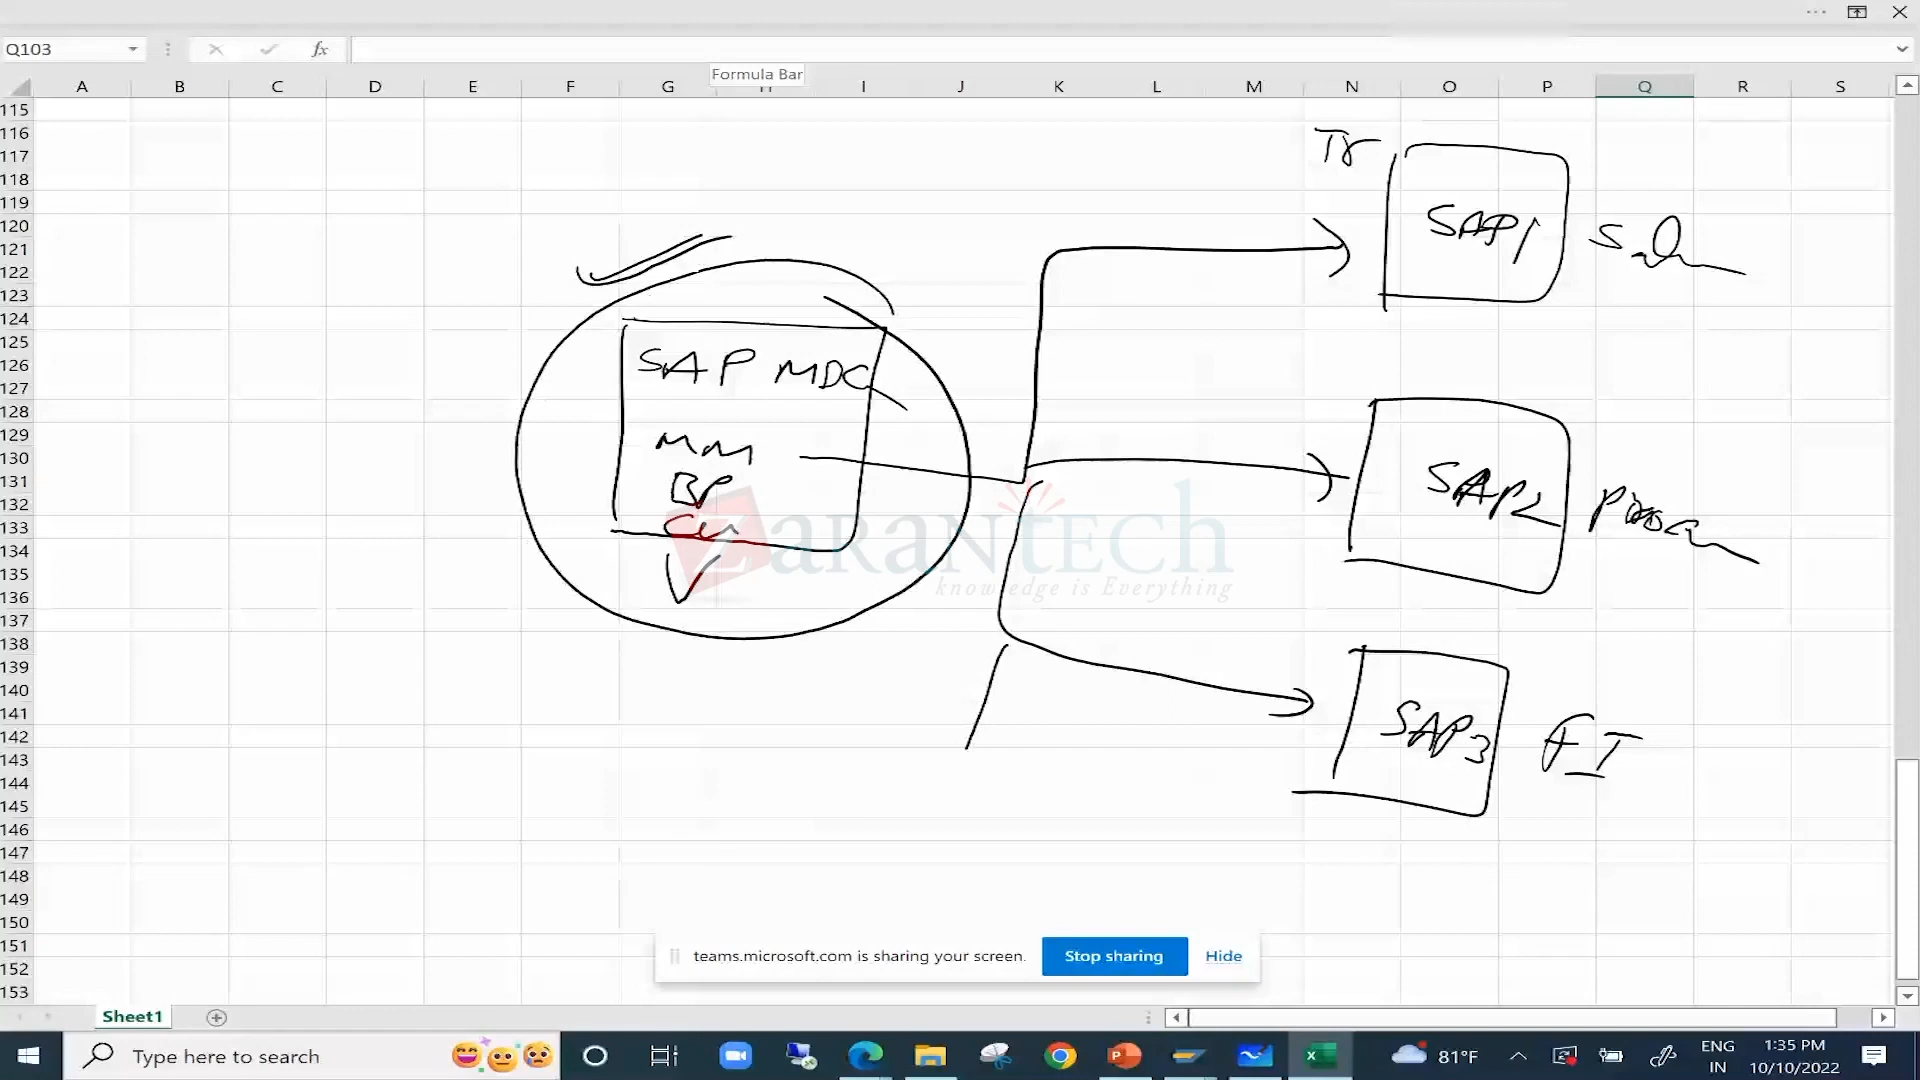 Q103
fx
Formula Bar
A B C D E F G H I J K L M N O P Q R S
115
116
117
118
119
120
121
122
123
124
125
126
127
128
129
130
131
132
133
134
135
136
137
138
139
140
141
142
143
144
145
146
147
148
149
150
151
152
153
Tr
SAP1
SAP MDG
MM
BP
CU
V
SAP2
SAP3
FI
ZARANTECH
knowledge is Everything
teams.microsoft.com is sharing your screen.
Stop sharing
Hide
Sheet1
Type here to search
81°F
ENG
IN
1:35 PM
10/10/2022